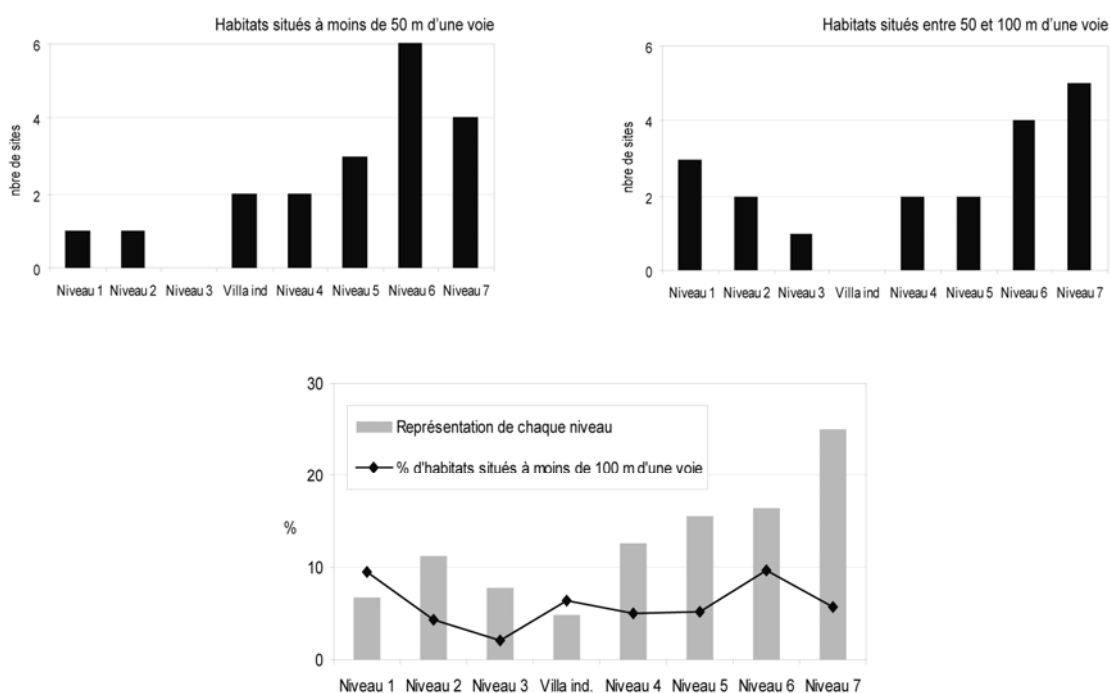 Habitats situés à moins de 50 m d'une voie
nbre de sites
6
4
2
0
Niveau 1 Niveau 2 Niveau 3 Villa ind Niveau 4 Niveau 5 Niveau 6 Niveau 7
Habitats situés entre 50 et 100 m d'une voie
nbre de sites
6
4
2
0
Niveau 1 Niveau 2 Niveau 3 Villa ind Niveau 4 Niveau 5 Niveau 6 Niveau 7
30
20
10
0
%
Représentation de chaque niveau
% d'habitats situés à moins de 100 m d'une voie
Niveau 1 Niveau 2 Niveau 3 Villa ind. Niveau 4 Niveau 5 Niveau 6 Niveau 7